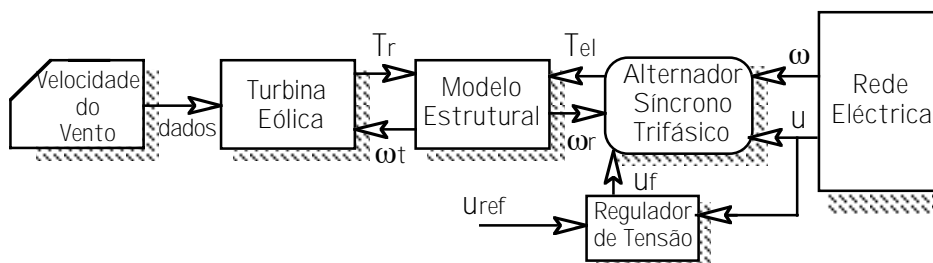 Velocidade
do
Vento
dados
Turbina
Eólica
Tr
ωt
Modelo
Estrutural
Tel
ωr
Alternador
Síncrono
Trifásico
ω
u
Rede
Eléctrica
uf
uref
Regulador
de Tensão